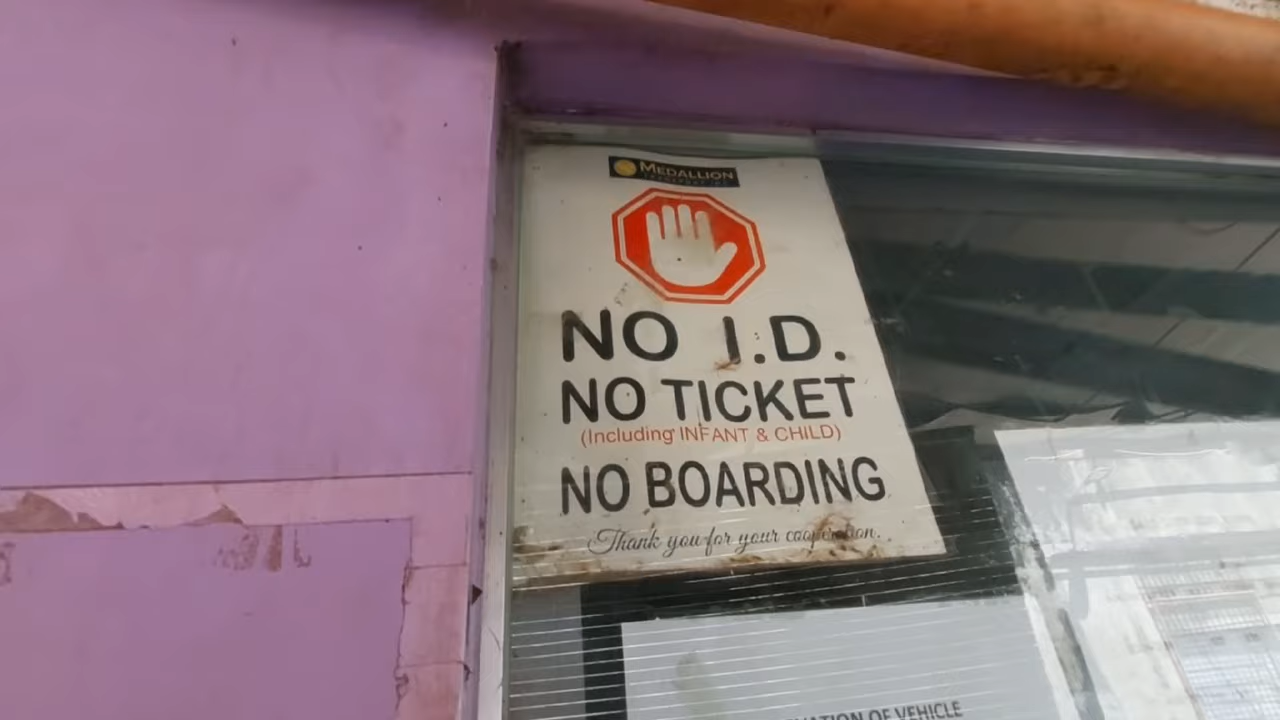 MEDALLION
NO I.D.
NO TICKET
(Including INFANT & CHILD)
NO BOARDING
Thank you for your cooperation.
OF VEHICLE